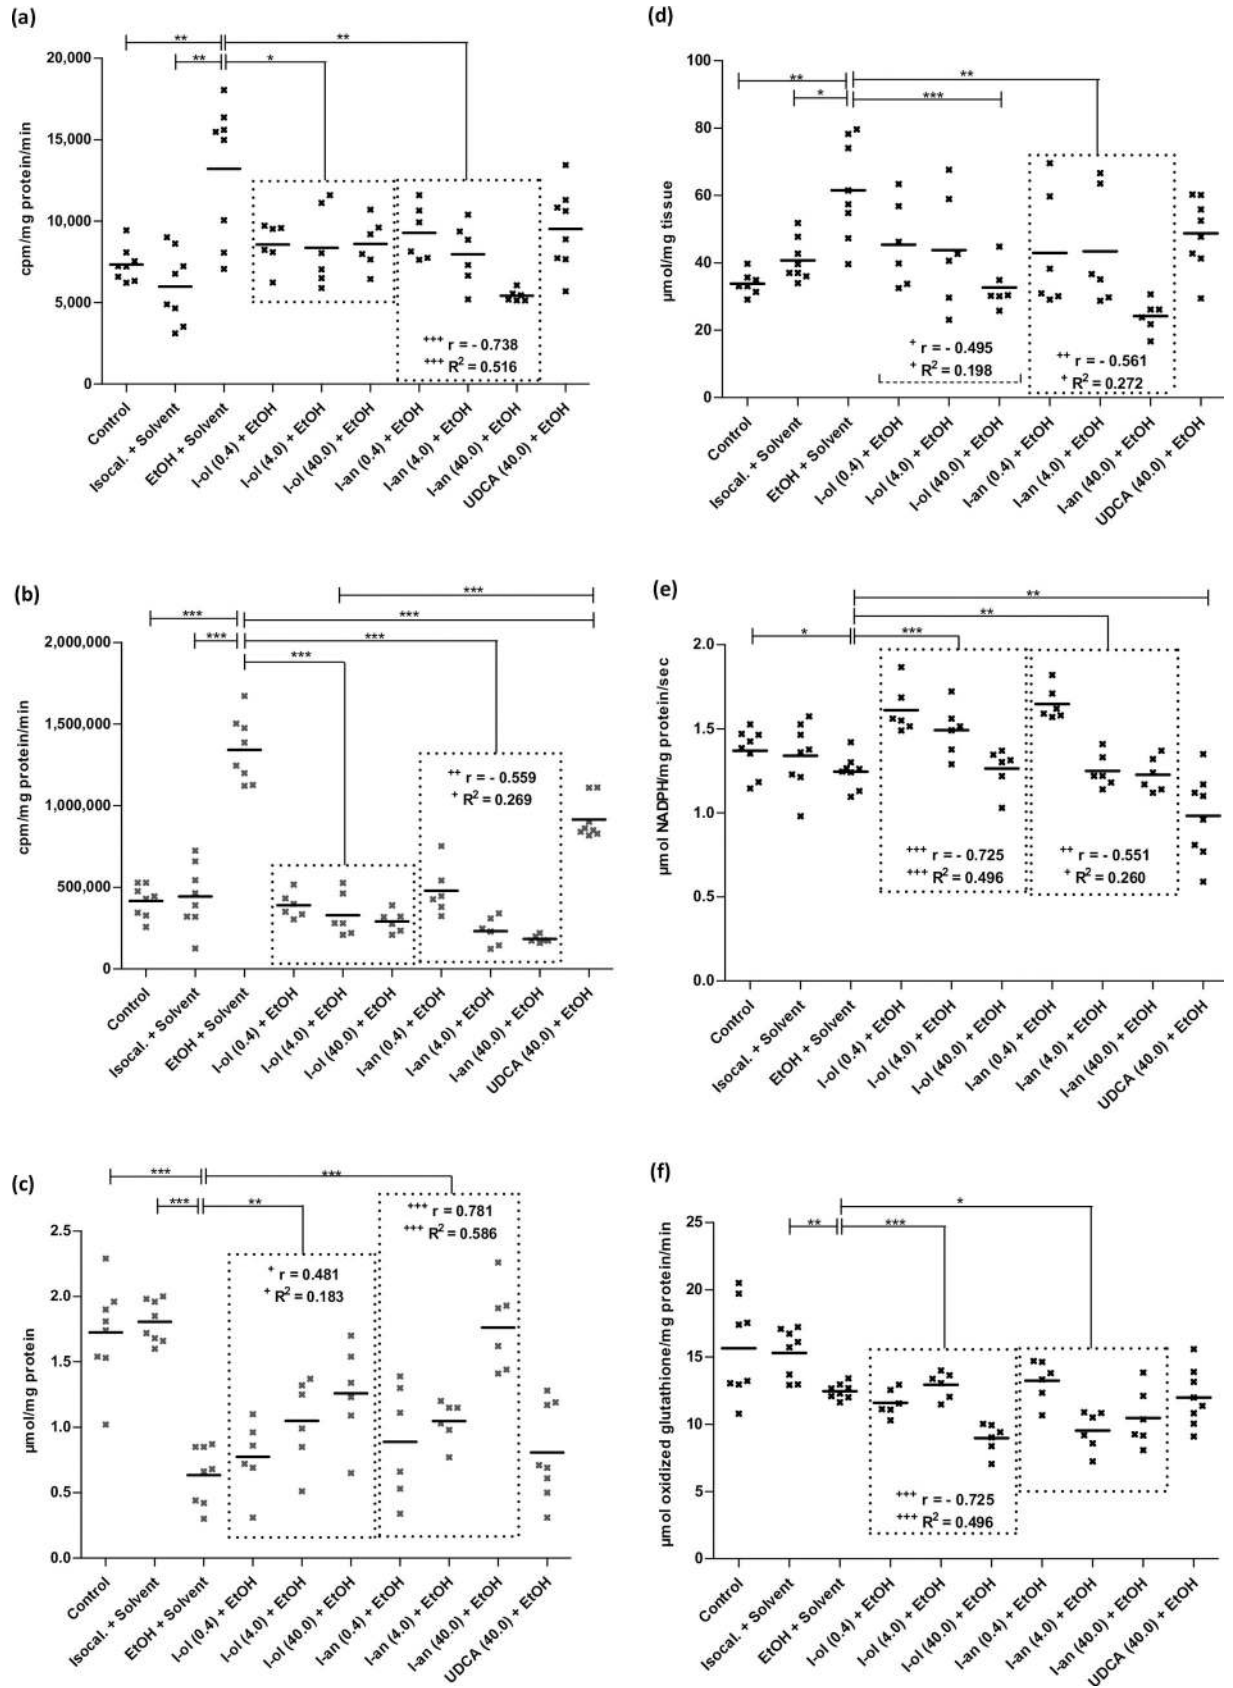 (a)
**
**
**
*
20,000
15,000
10,000
5,000
0
cpm/mg protein/min
+++ r = - 0.738
+++ R2 = 0.516
Control
Isocal. + Solvent
EtOH + Solvent
I-ol (0.4) + EtOH
I-ol (4.0) + EtOH
I-ol (40.0) + EtOH
I-an (0.4) + EtOH
I-an (4.0) + EtOH
I-an (40.0) + EtOH
UDCA (40.0) + EtOH
(d)
**
**
*
***
100
80
60
40
20
0
µmol/mg tissue
+ r = - 0.495
+ R2 = 0.198
++ r = - 0.561
+ R2 = 0.272
Control
Isocal. + Solvent
EtOH + Solvent
I-ol (0.4) + EtOH
I-ol (4.0) + EtOH
I-ol (40.0) + EtOH
I-an (0.4) + EtOH
I-an (4.0) + EtOH
I-an (40.0) + EtOH
UDCA (40.0) + EtOH
(b)
***
***
***
***
***
***
2,000,000
1,500,000
1,000,000
500,000
0
cpm/mg protein/min
++ r = - 0.559
+ R2 = 0.269
Control
Isocal. + Solvent
EtOH + Solvent
I-ol (0.4) + EtOH
I-ol (4.0) + EtOH
I-ol (40.0) + EtOH
I-an (0.4) + EtOH
I-an (4.0) + EtOH
I-an (40.0) + EtOH
UDCA (40.0) + EtOH
(e)
**
**
*
***
2.0
1.5
1.0
0.5
0.0
µmol NADPH/mg protein/sec
+++ r = - 0.725
+++ R2 = 0.496
++ r = - 0.551
+ R2 = 0.260
Control
Isocal. + Solvent
EtOH + Solvent
I-ol (0.4) + EtOH
I-ol (4.0) + EtOH
I-ol (40.0) + EtOH
I-an (0.4) + EtOH
I-an (4.0) + EtOH
I-an (40.0) + EtOH
UDCA (40.0) + EtOH
(c)
***
***
***
**
2.5
2.0
1.5
1.0
0.5
0.0
µmol/mg protein
+ r = 0.481
+ R2 = 0.183
+++ r = 0.781
+++ R2 = 0.586
Control
Isocal. + Solvent
EtOH + Solvent
I-ol (0.4) + EtOH
I-ol (4.0) + EtOH
I-ol (40.0) + EtOH
I-an (0.4) + EtOH
I-an (4.0) + EtOH
I-an (40.0) + EtOH
UDCA (40.0) + EtOH
(f)
*
**
***
25
20
15
10
5
0
µmol oxidized glutathione/mg protein/min
+++ r = - 0.725
+++ R2 = 0.496
Control
Isocal. + Solvent
EtOH + Solvent
I-ol (0.4) + EtOH
I-ol (4.0) + EtOH
I-ol (40.0) + EtOH
I-an (0.4) + EtOH
I-an (4.0) + EtOH
I-an (40.0) + EtOH
UDCA (40.0) + EtOH